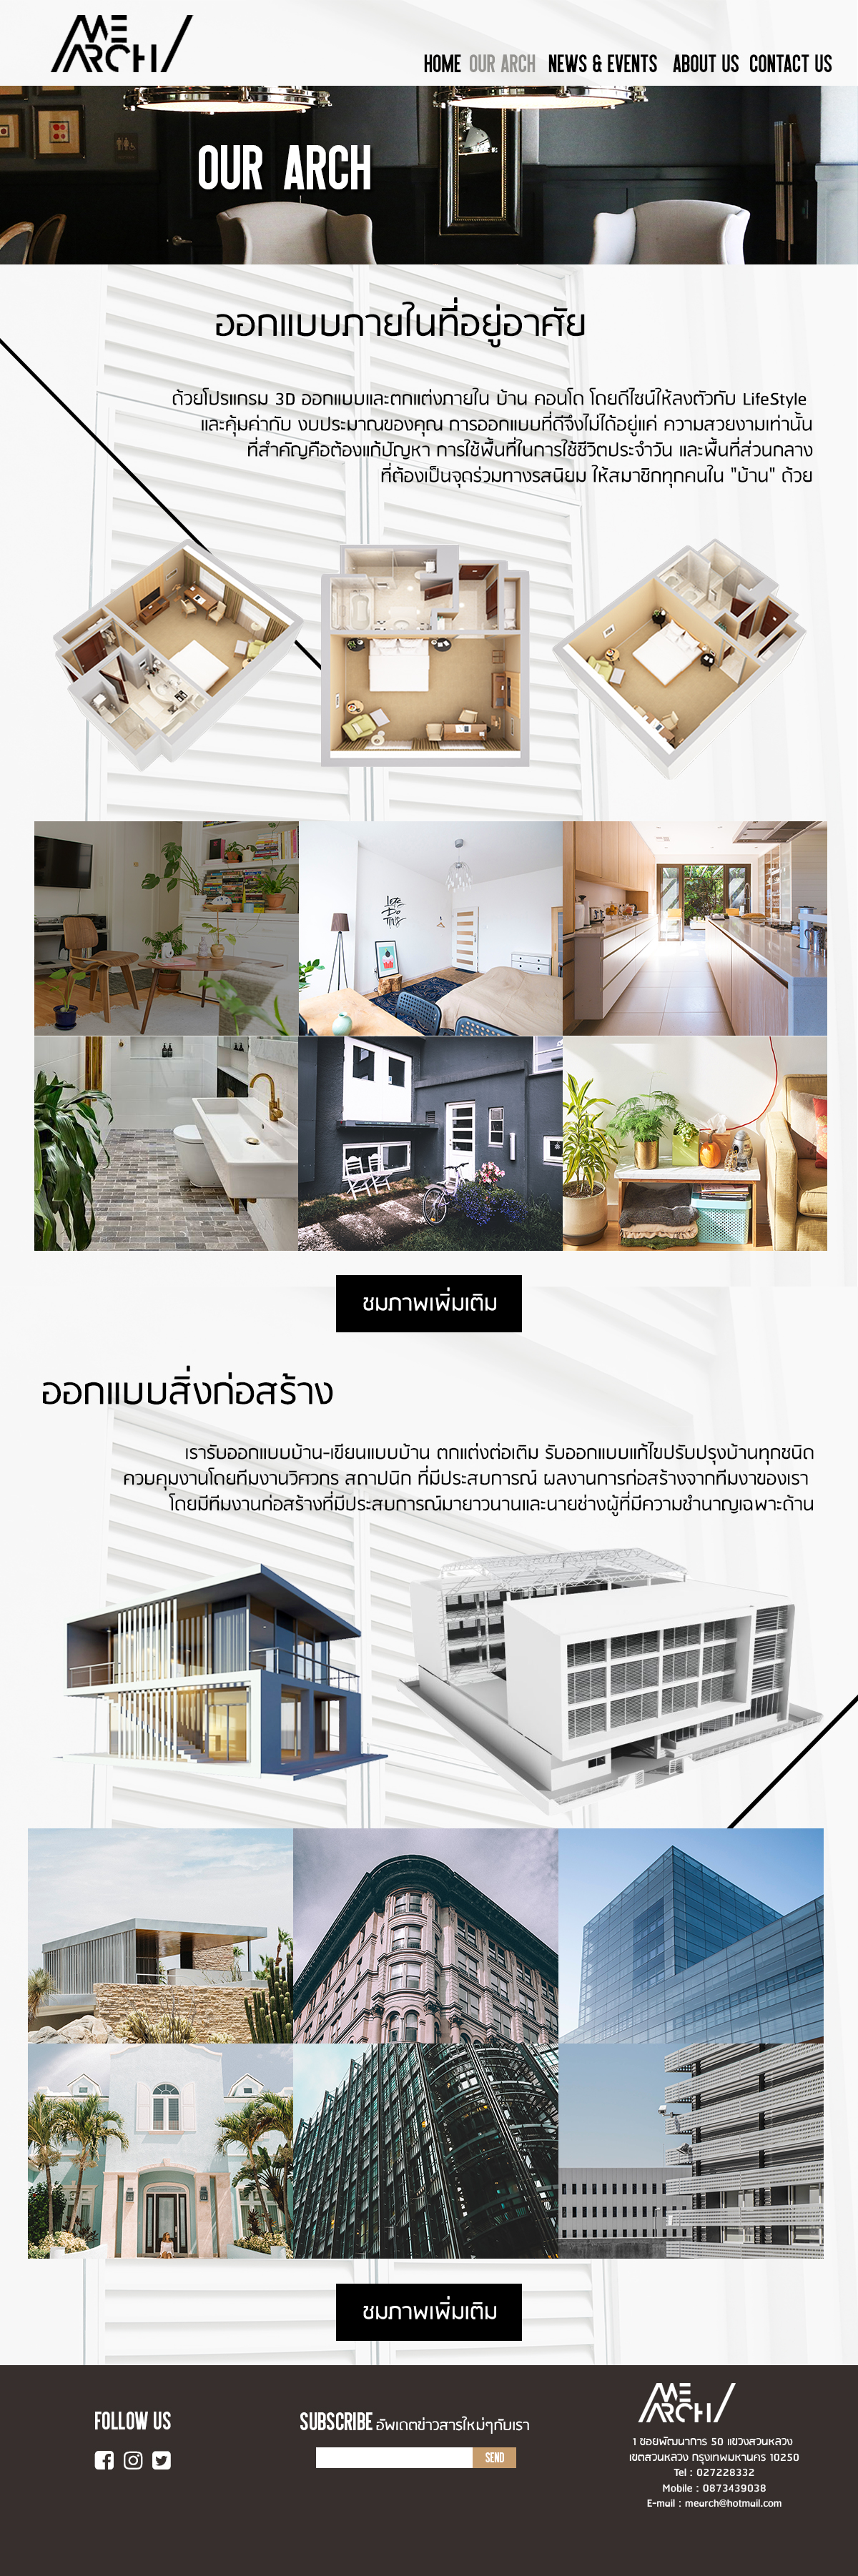 ME
ARCH/
HOME OUR ARCH NEWS & EVENTS ABOUT US CONTACT US
OUR ARCH
ออกแบบภายในที่อยู่อาศัย
ด้วยโปรแกรม 3D ออกแบบและตกแต่งภายใน บ้าน คอนโด โดยดีไซน์ให้ลงตัวกับ LifeStyle
และคุ้มค่ากับ งบประมาณของคุณ การออกแบบที่ดีจึงไม่ได้อยู่แค่ ความสวยงามเท่านั้น
ที่สำคัญคือต้องแก้ปัญหา การใช้พื้นที่ในการใช้ชีวิตประจำวัน และพื้นที่ส่วนกลาง
ที่ต้องเป็นจุดร่วมทางรสนิยม ให้สมาชิกทุกคนใน "บ้าน" ด้วย
ชมภาพเพิ่มเติม
ออกแบบสิ่งก่อสร้าง
เรารับออกแบบบ้าน-เขียนแบบบ้าน ตกแต่งต่อเติม รับออกแบบแก้ไขปรับปรุงบ้านทุกชนิด
ควบคุมงานโดยทีมงานวิศวกร สถาปนิก ที่มีประสบการณ์ ผลงานการก่อสร้างจากทีมงาของเรา
โดยมีทีมงานก่อสร้างที่มีประสบการณ์มายาวนานและนายช่างผู้ที่มีความชำนาญเฉพาะด้าน
ชมภาพเพิ่มเติม
FOLLOW US
SUBSCRIBE อัพเดตข่าวสารใหม่ๆกับเรา
SEND
ME
ARCH/
1 ซอยพัฒนาการ 50 แขวงสวนหลวง
เขตสวนหลวง กรุงเทพมหานคร 10250
Tel : 027228332
Mobile : 0873439038
E-mail : mearch@hotmail.com